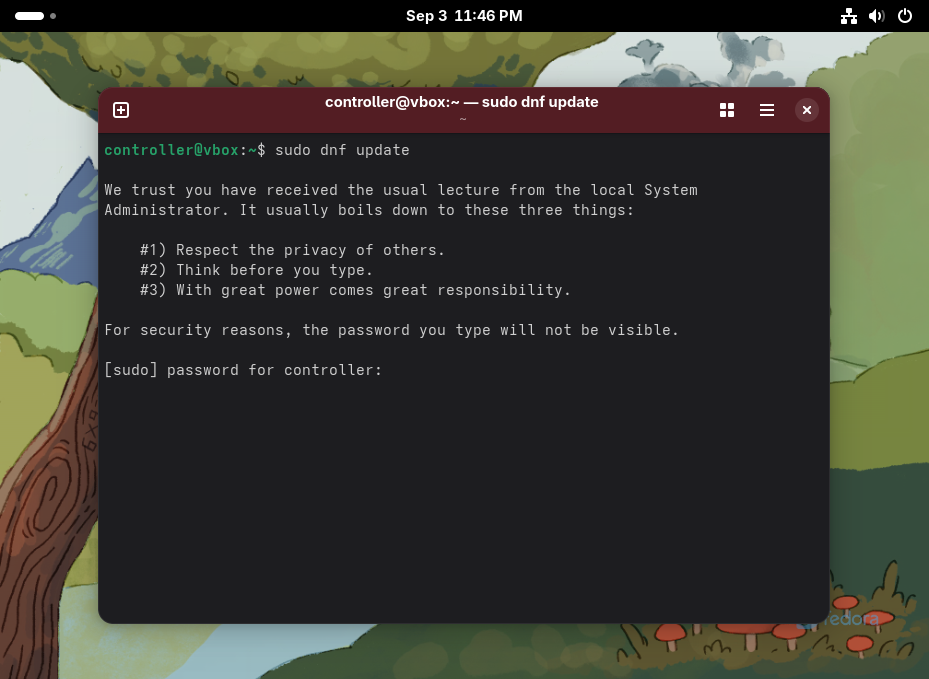 Sep 3 11:46 PM
controller@vbox:~ — sudo dnf update
~
controller@vbox:~$ sudo dnf update
We trust you have received the usual lecture from the local System
Administrator. It usually boils down to these three things:
#1) Respect the privacy of others.
#2) Think before you type.
#3) With great power comes great responsibility.
For security reasons, the password you type will not be visible.
[sudo] password for controller:
fedora